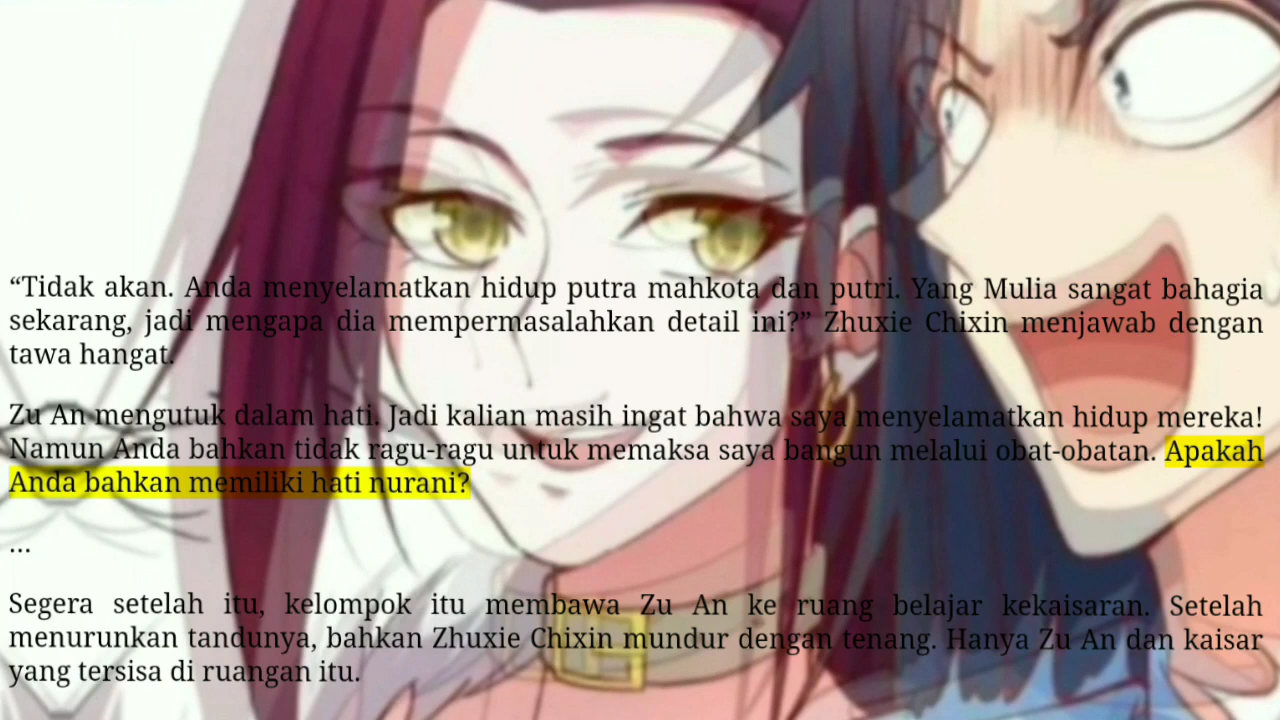 “Tidak akan. Anda menyelamatkan hidup putra mahkota dan putri. Yang Mulia sangat bahagia
sekarang, jadi mengapa dia mempermasalahkan detail ini?” Zhuxie Chixin menjawab dengan
tawa hangat.
Zu An mengutuk dalam hati. Jadi kalian masih ingat bahwa saya menyelamatkan hidup mereka!
Namun Anda bahkan tidak ragu-ragu untuk memaksa saya bangun melalui obat-obatan. Apakah
Anda bahkan memiliki hati nurani?
...
Segera setelah itu, kelompok itu membawa Zu An ke ruang belajar kekaisaran. Setelah
menurunkan tandunya, bahkan Zhuxie Chixin mundur dengan tenang. Hanya Zu An dan kaisar
yang tersisa di ruangan itu.